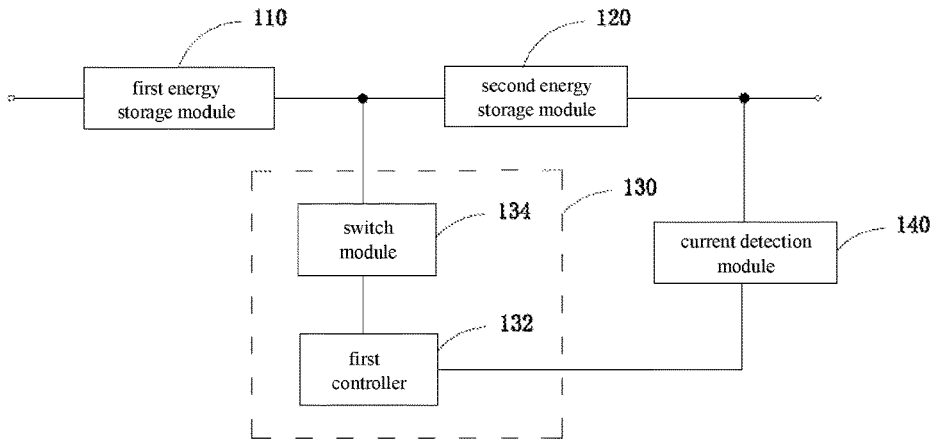 110
120
first energy
storage module
second energy
storage module
130
134
switch
module
140
current detection
module
132
first
controller